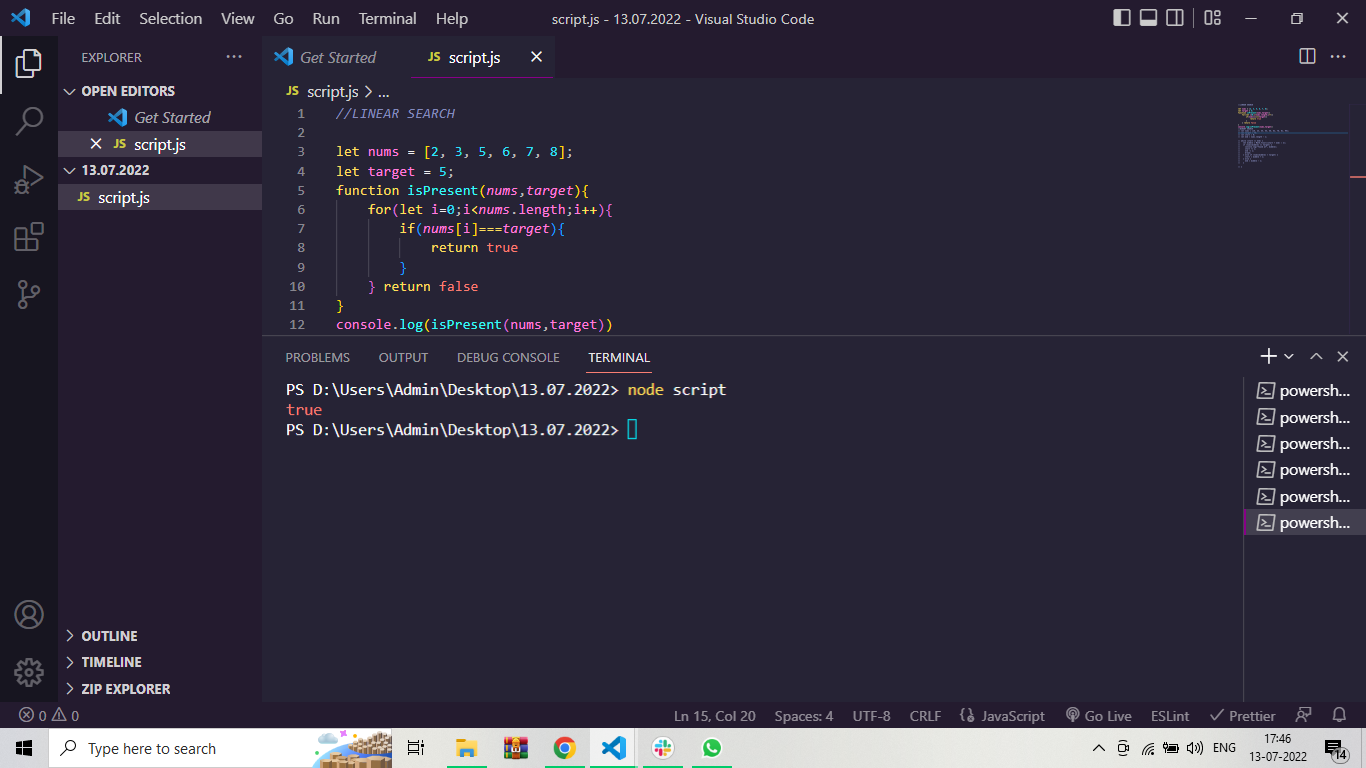 File Edit Selection View Go Run Terminal Help script.js - 13.07.2022 - Visual Studio Code
EXPLORER
OPEN EDITORS
Get Started
JS script.js
13.07.2022
JS script.js
OUTLINE
TIMELINE
ZIP EXPLORER
Get Started JS script.js
JS script.js > ...
1 //LINEAR SEARCH
2
3 let nums = [2, 3, 5, 6, 7, 8];
4 let target = 5;
5 function isPresent(nums,target){
6 for(let i=0;i<nums.length;i++){
7 if(nums[i]===target){
8 return true
9 }
10 } return false
11 }
12 console.log(isPresent(nums,target))
PROBLEMS OUTPUT DEBUG CONSOLE TERMINAL
PS D:\Users\Admin\Desktop\13.07.2022> node script
true
PS D:\Users\Admin\Desktop\13.07.2022>
powersh...
powersh...
powersh...
powersh...
powersh...
powersh...
0 0 Ln 15, Col 20 Spaces: 4 UTF-8 CRLF {} JavaScript Go Live ESLint Prettier
Type here to search
ENG
17:46
13-07-2022
14